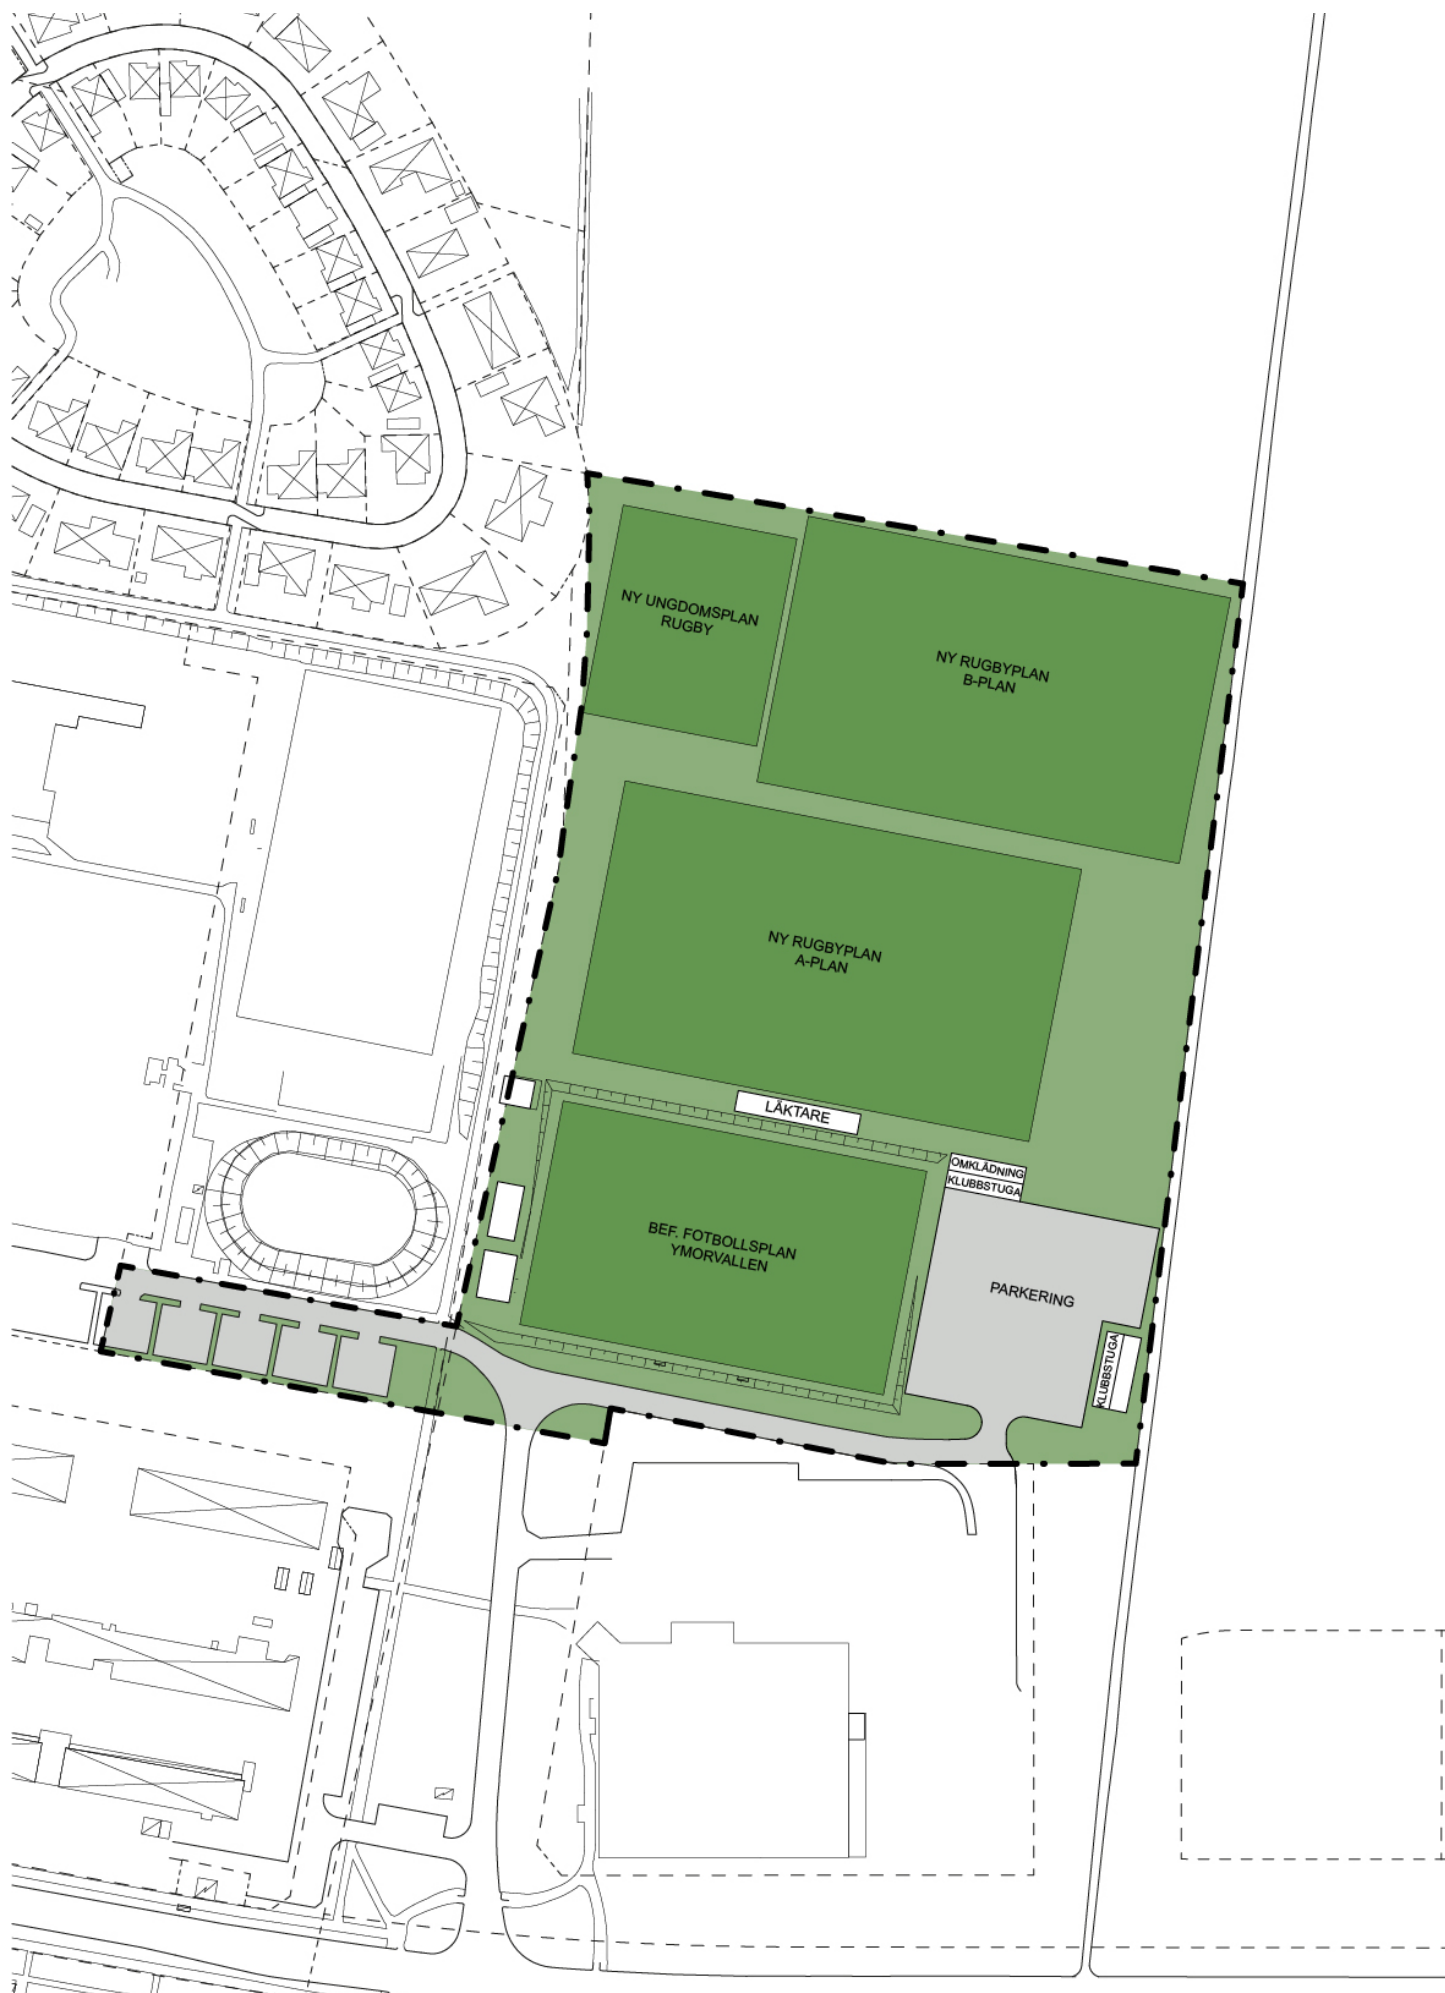 NY UNGDOMSPLAN
RUGBY
NY RUGBYPLAN
B-PLAN
NY RUGBYPLAN
A-PLAN
LÄKTARE
OMKLÄDNING
KLUBBSTUGA
BEF. FOTBOLLSPLAN
YMORVALLEN
PARKERING
KLUBBSTUGA